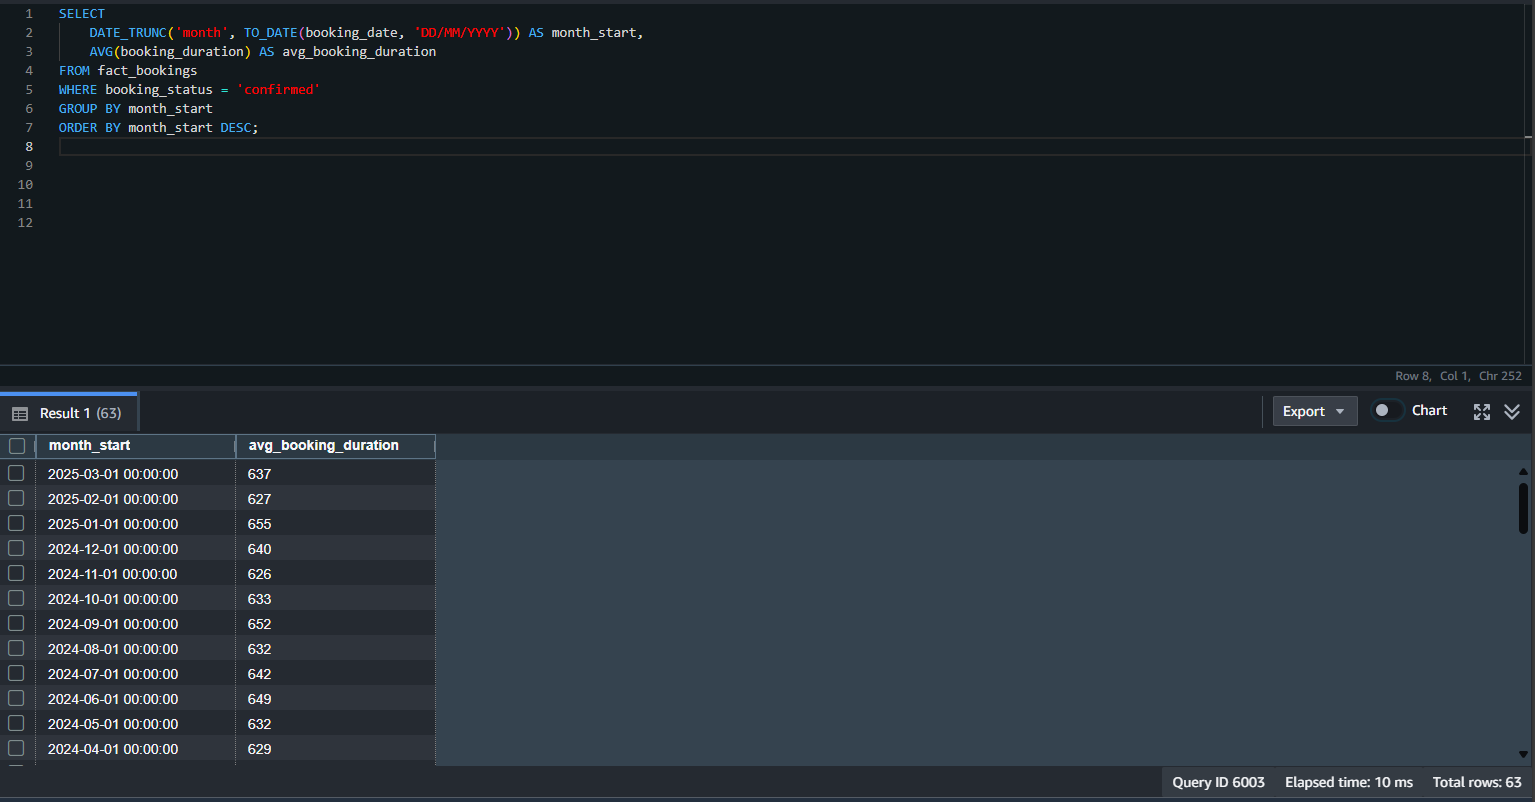 1 SELECT
2 DATE_TRUNC('month', TO_DATE(booking_date, 'DD/MM/YYYY')) AS month_start,
3 AVG(booking_duration) AS avg_booking_duration
4 FROM fact_bookings
5 WHERE booking_status = 'confirmed'
6 GROUP BY month_start
7 ORDER BY month_start DESC;
8
9
10
11
12
Row 8, Col 1, Chr 252
Result 1 (63) Export Chart
month_start avg_booking_duration
2025-03-01 00:00:00 637
2025-02-01 00:00:00 627
2025-01-01 00:00:00 655
2024-12-01 00:00:00 640
2024-11-01 00:00:00 626
2024-10-01 00:00:00 633
2024-09-01 00:00:00 652
2024-08-01 00:00:00 632
2024-07-01 00:00:00 642
2024-06-01 00:00:00 649
2024-05-01 00:00:00 632
2024-04-01 00:00:00 629
Query ID 6003 Elapsed time: 10 ms Total rows: 63